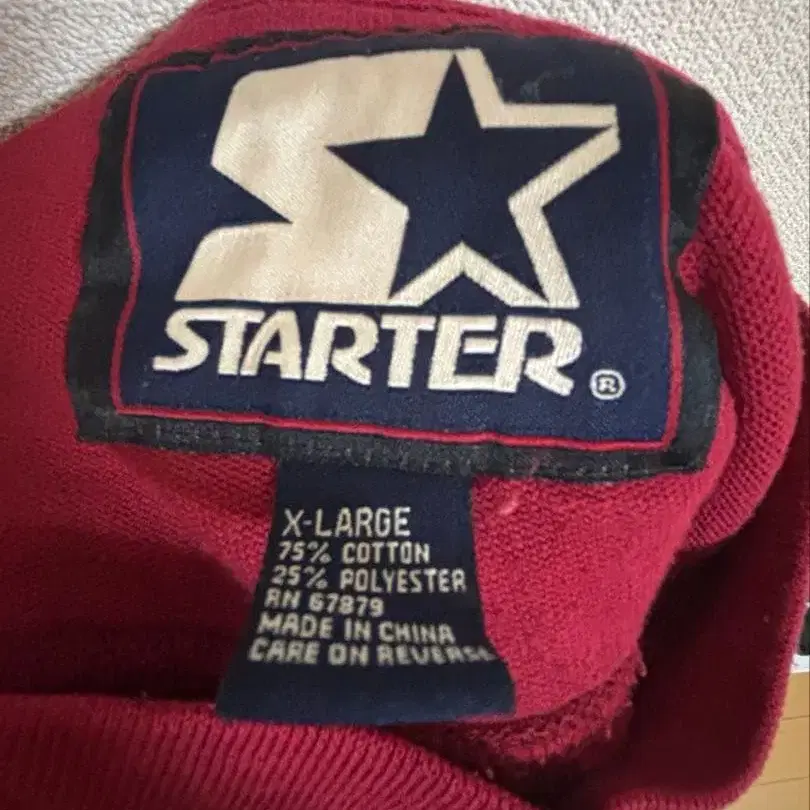 STARTER®
X-LARGE
75% COTTON
25% POLYESTER
RN 67879
MADE IN CHINA
CARE ON REVERSE